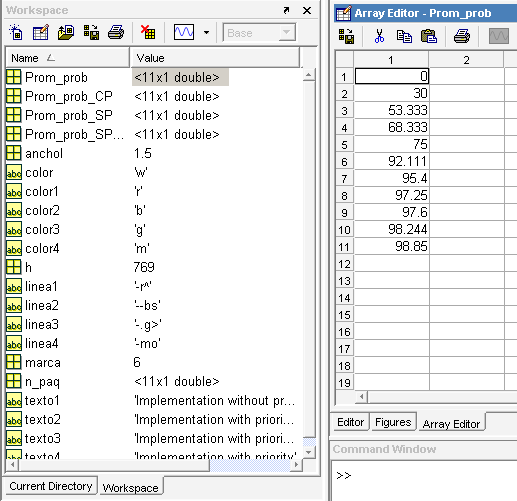 Workspace
Base
Name Value
Prom_prob <11x1 double>
Prom_prob_CP <11x1 double>
Prom_prob_SP <11x1 double>
Prom_prob_SP... <11x1 double>
anchol 1.5
color 'w'
color1 'r'
color2 'b'
color3 'g'
color4 'm'
h 769
linea1 '-r^'
linea2 '--bs'
linea3 '-.g>'
linea4 '-mo'
marca 6
n_paq <11x1 double>
texto1 'Implementation without pr...
texto2 'Implementation with priori...
texto3 'Implementation with priori...
texto4 'Implementation with priority'
Current Directory Workspace
Array Editor - Prom_prob
1 2
1 0
2 30
3 53.333
4 68.333
5 75
6 92.111
7 95.4
8 97.25
9 97.6
10 98.244
11 98.85
12
13
14
15
16
17
18
19
Editor Figures Array Editor
Command Window
>>